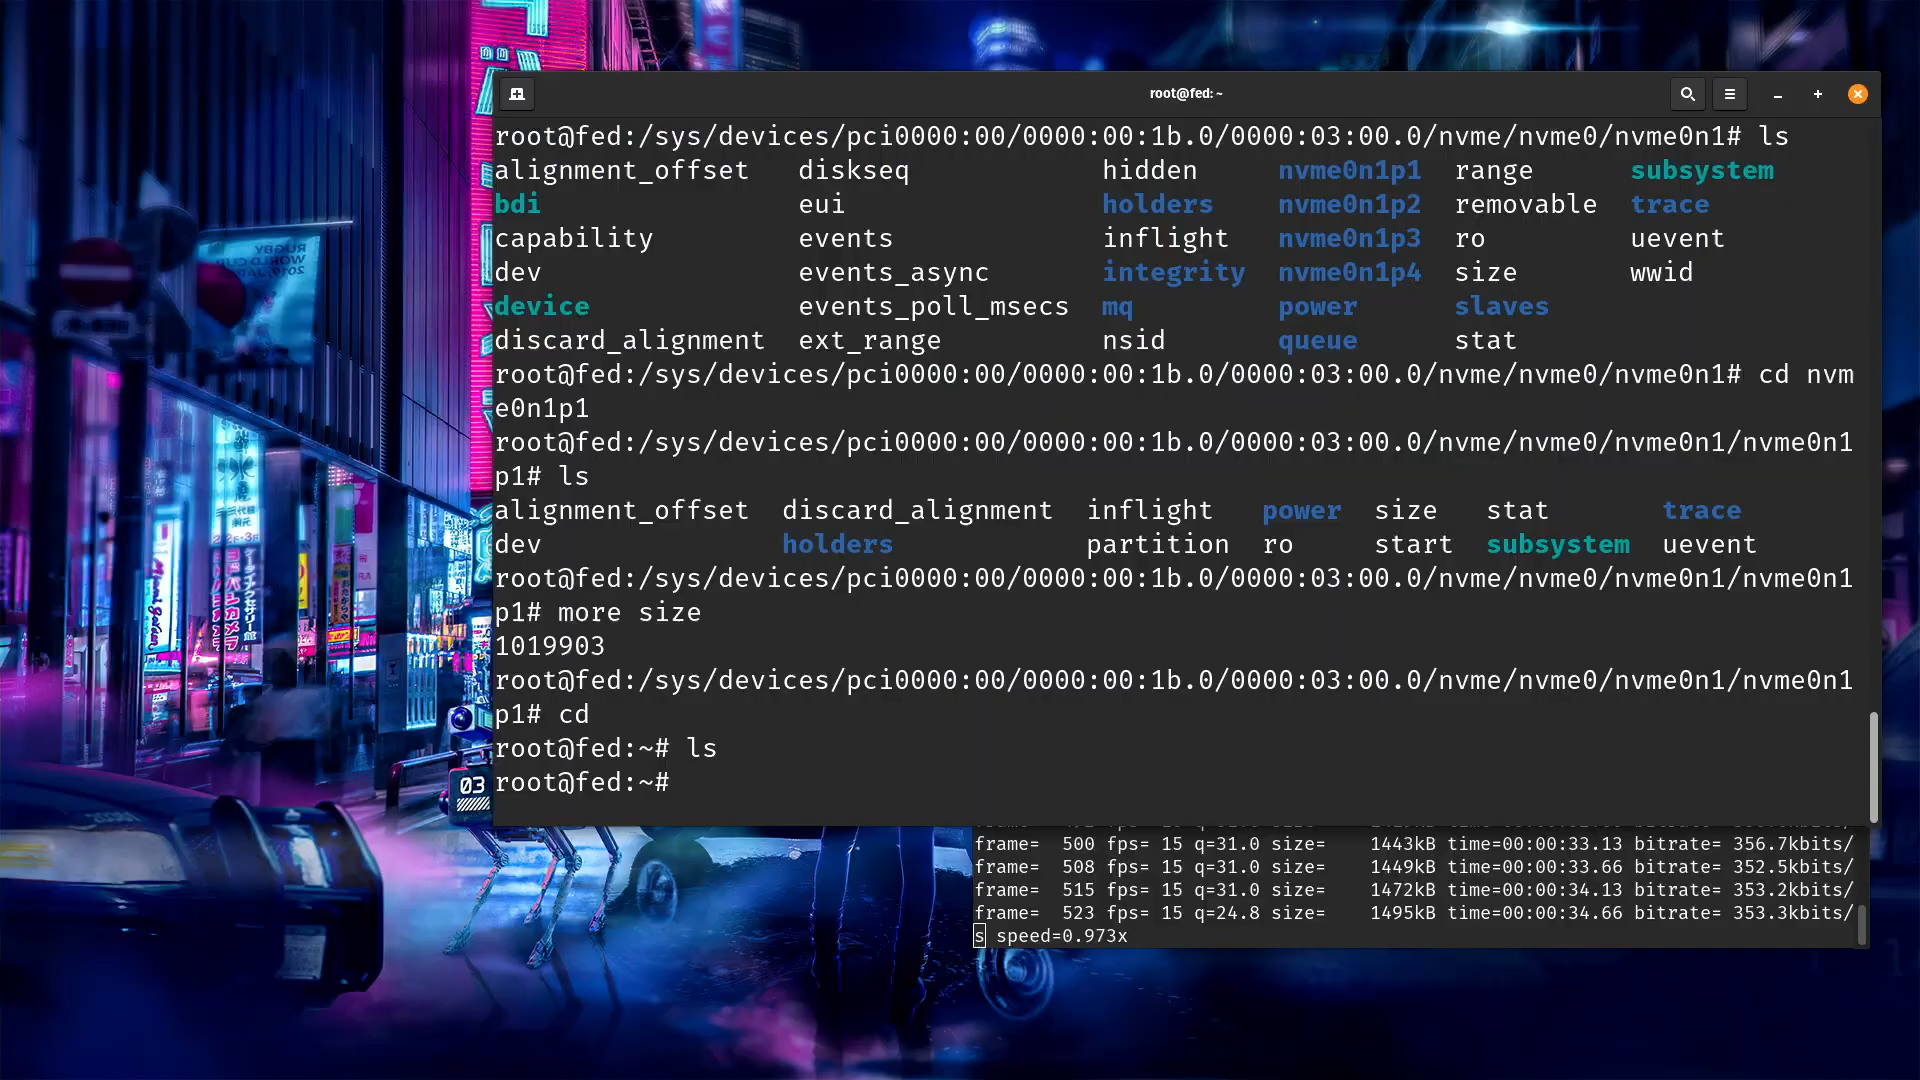 root@fed: ~
root@fed:/sys/devices/pci0000:00/0000:00:1b.0/0000:03:00.0/nvme/nvme0/nvme0n1# ls
alignment_offset diskseq hidden nvme0n1p1 range subsystem
bdi eui holders nvme0n1p2 removable trace
capability events inflight nvme0n1p3 ro uevent
dev events_async integrity nvme0n1p4 size wwid
device events_poll_msecs mq power slaves
discard_alignment ext_range nsid queue stat
root@fed:/sys/devices/pci0000:00/0000:00:1b.0/0000:03:00.0/nvme/nvme0/nvme0n1# cd nvm
e0n1p1
root@fed:/sys/devices/pci0000:00/0000:00:1b.0/0000:03:00.0/nvme/nvme0/nvme0n1/nvme0n1
p1# ls
alignment_offset discard_alignment inflight power size stat trace
dev holders partition ro start subsystem uevent
root@fed:/sys/devices/pci0000:00/0000:00:1b.0/0000:03:00.0/nvme/nvme0/nvme0n1/nvme0n1
p1# more size
1019903
root@fed:/sys/devices/pci0000:00/0000:00:1b.0/0000:03:00.0/nvme/nvme0/nvme0n1/nvme0n1
p1# cd
root@fed:~# ls
root@fed:~#
03
frame= 500 fps= 15 q=31.0 size= 1443kB time=00:00:33.13 bitrate= 356.7kbits/
frame= 508 fps= 15 q=31.0 size= 1449kB time=00:00:33.66 bitrate= 352.5kbits/
frame= 515 fps= 15 q=31.0 size= 1472kB time=00:00:34.13 bitrate= 353.2kbits/
frame= 523 fps= 15 q=24.8 size= 1495kB time=00:00:34.66 bitrate= 353.3kbits/
s speed=0.973x